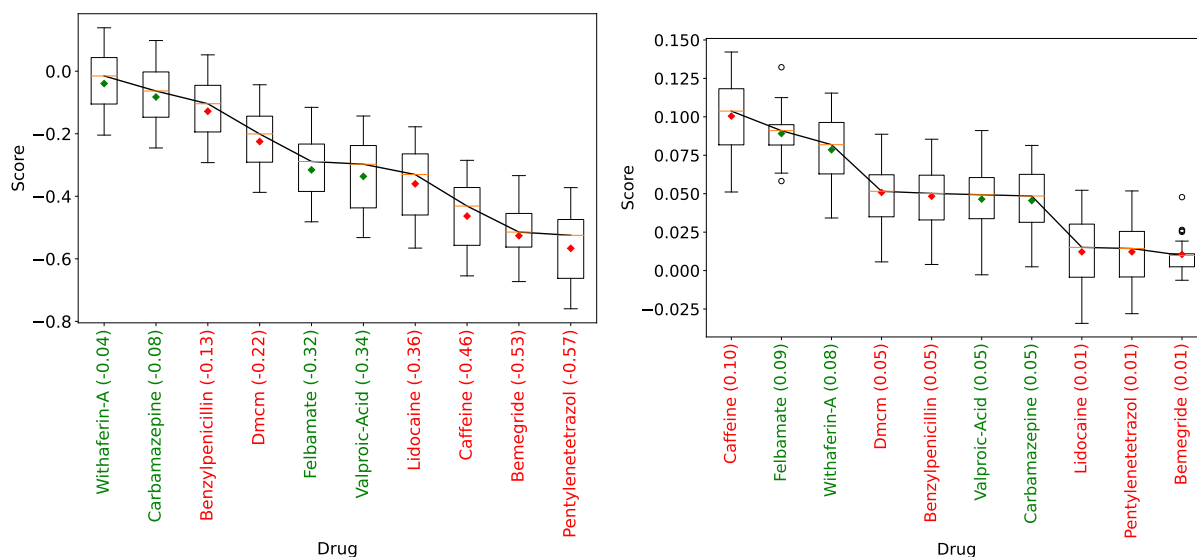 0.0
−0.2
−0.4
−0.6
−0.8
Score
Withaferin-A (-0.04)
Carbamazepine (-0.08)
Benzylpenicillin (-0.13)
Dmcm (-0.22)
Felbamate (-0.32)
Valproic-Acid (-0.34)
Lidocaine (-0.36)
Caffeine (-0.46)
Bemegride (-0.53)
Pentylenetetrazol (-0.57)
Drug
0.150
0.125
0.100
0.075
0.050
0.025
0.000
−0.025
Score
Caffeine (0.10)
Felbamate (0.09)
Withaferin-A (0.08)
Dmcm (0.05)
Benzylpenicillin (0.05)
Valproic-Acid (0.05)
Carbamazepine (0.05)
Lidocaine (0.01)
Pentylenetetrazol (0.01)
Bemegride (0.01)
Drug